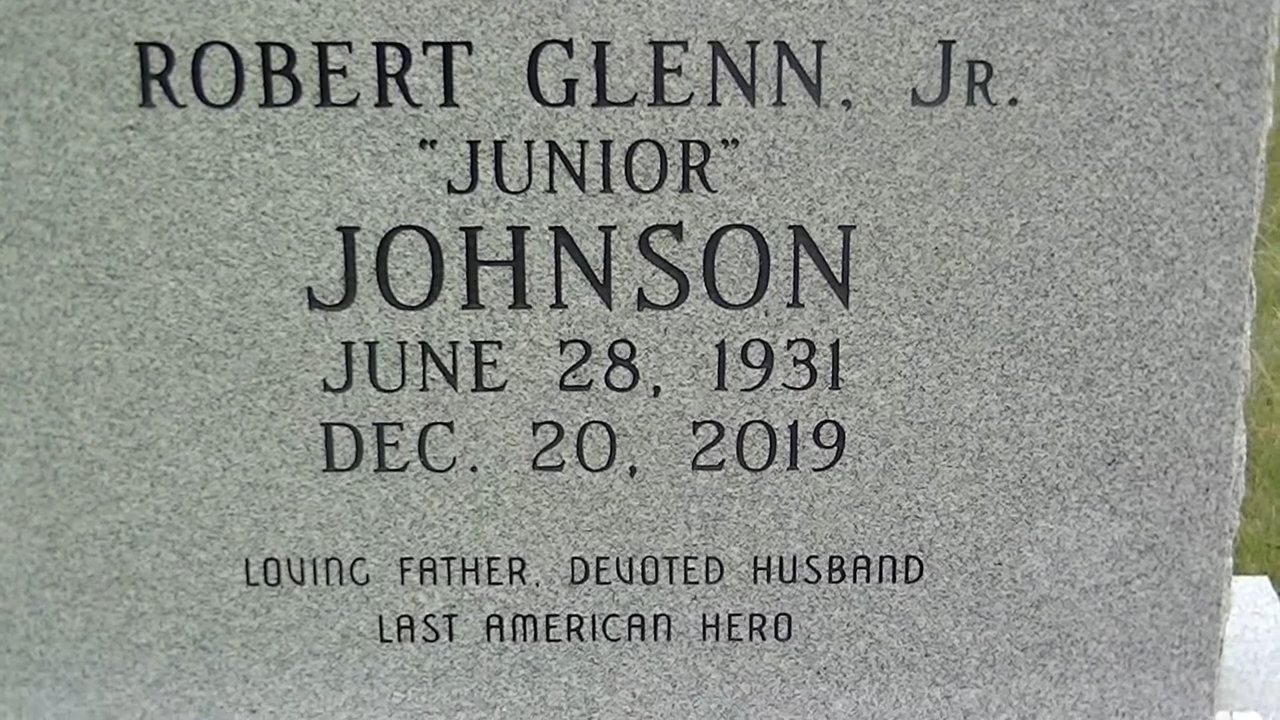 ROBERT GLENN, JR.
"JUNIOR"
JOHNSON
JUNE 28, 1931
DEC. 20, 2019
LOVING FATHER, DEVOTED HUSBAND
LAST AMERICAN HERO